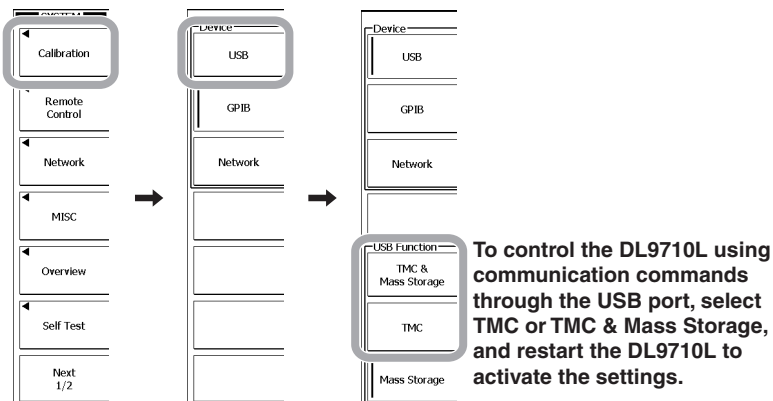 SYSTEM
Calibration
Remote
Control
Network
MISC
Overview
Self Test
Next
1/2
Device
USB
GPIB
Network
Device
USB
GPIB
Network
USB Function
TMC &
Mass Storage
TMC
Mass Storage
To control the DL9710L using
communication commands
through the USB port, select
TMC or TMC & Mass Storage,
and restart the DL9710L to
activate the settings.